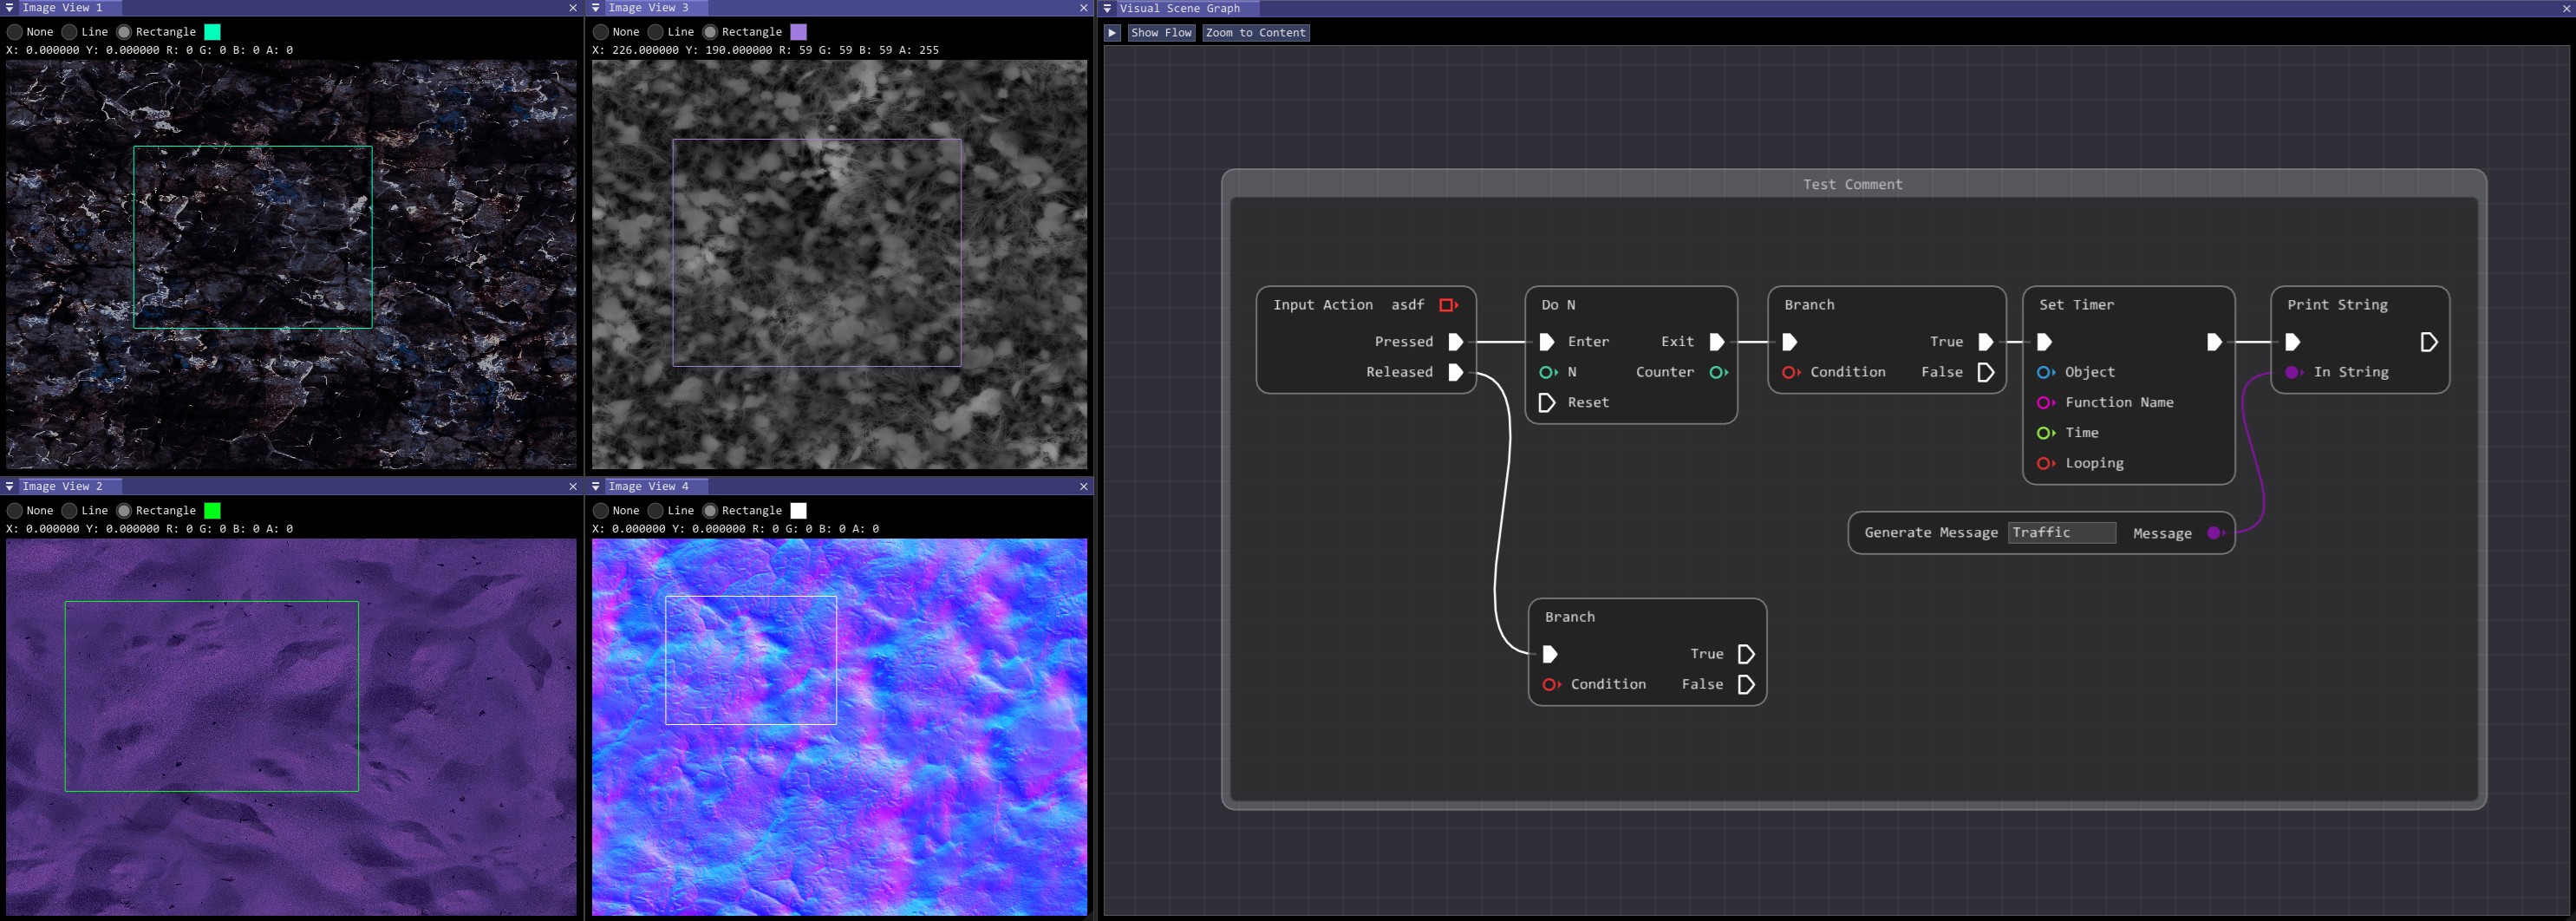 Image View 1
None Line Rectangle
X: 0.000000 Y: 0.000000 R: 0 G: 0 B: 0 A: 0
Image View 3
None Line Rectangle
X: 226.000000 Y: 190.000000 R: 59 G: 59 B: 59 A: 255
Image View 2
None Line Rectangle
X: 0.000000 Y: 0.000000 R: 0 G: 0 B: 0 A: 0
Image View 4
None Line Rectangle
X: 0.000000 Y: 0.000000 R: 0 G: 0 B: 0 A: 0
Visual Scene Graph
Show Flow Zoom to Content
Test Comment
Input Action asdf
Pressed
Released
Do N
Enter Exit
N Counter
Reset
Branch
True
Condition False
Set Timer
Object
Function Name
Time
Looping
Print String
In String
Generate Message Traffic Message
Branch
True
Condition False